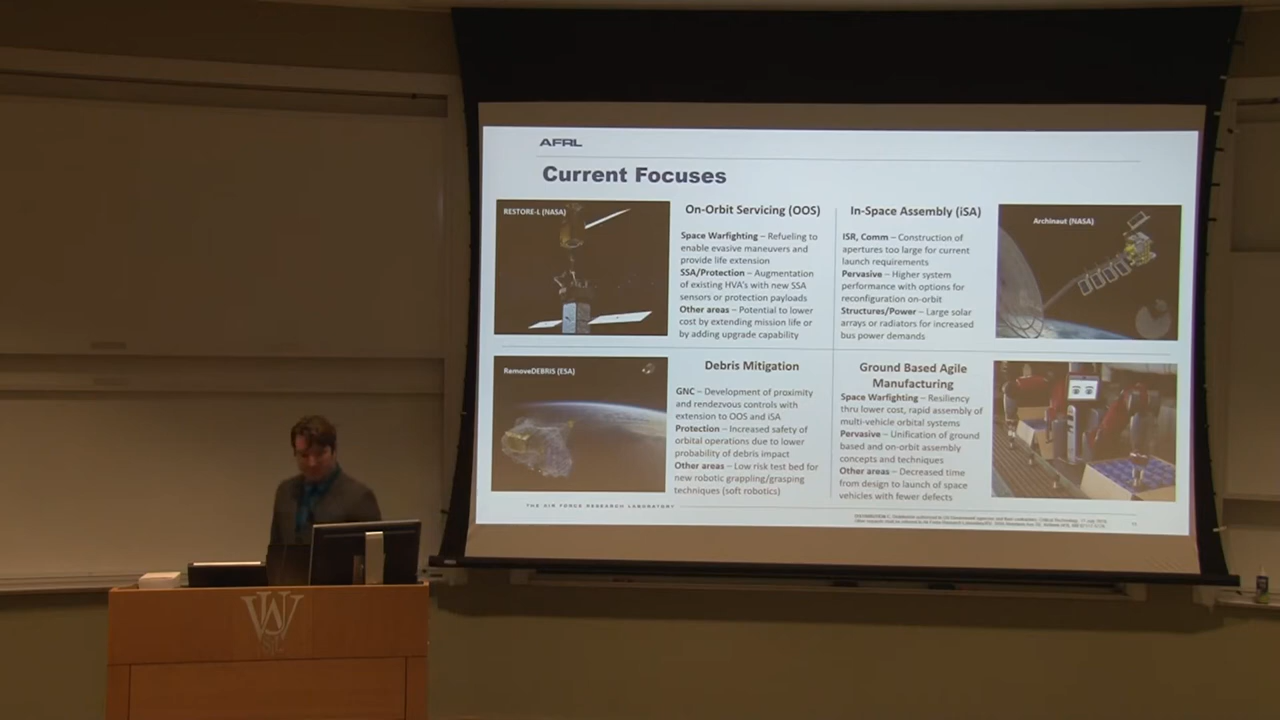 AFRL
Current Focuses
RESTORE-L (NASA)
On-Orbit Servicing (OOS)
Space Warfighting – Refueling to
enable evasive maneuvers and
provide life extension
SSA/Protection – Augmentation
of existing HVA's with new SSA
sensors or protection payloads
Other areas – Potential to lower
cost by extending mission life or
by adding upgrade capability
In-Space Assembly (iSA)
ISR, Comm – Construction of
apertures too large for current
launch requirements
Pervasive – Higher system
performance with options for
reconfiguration on-orbit
Structures/Power – Large solar
arrays or radiators for increased
bus power demands
Archinaut (NASA)
RemoveDEBRIS (ESA)
Debris Mitigation
GNC – Development of proximity
and rendezvous controls with
extension to OOS and iSA
Protection – Increased safety of
orbital operations due to lower
probability of debris impact
Other areas – Low risk test bed for
new robotic grappling/grasping
techniques (soft robotics)
Ground Based Agile
Manufacturing
Space Warfighting – Resiliency
thru lower cost, rapid assembly of
multi-vehicle orbital systems
Pervasive – Unification of ground
based and on-orbit assembly
concepts and techniques
Other areas – Decreased time
from design to launch of space
vehicles with fewer defects
THE AIR FORCE RESEARCH LABORATORY